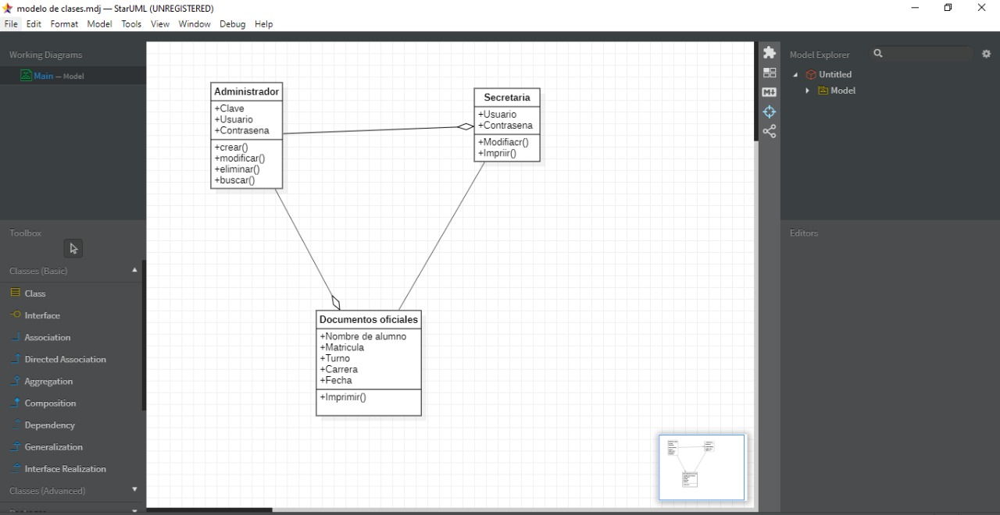 modelo de clases.mdj — StarUML (UNREGISTERED)
File Edit Format Model Tools View Window Debug Help
Working Diagrams
Main — Model
Toolbox
Classes (Basic)
Class
Interface
Association
Directed Association
Aggregation
Composition
Dependency
Generalization
Interface Realization
Classes (Advanced)
Administrador
+Clave
+Usuario
+Contrasena
+crear()
+modificar()
+eliminar()
+buscar()
Secretaria
+Usuario
+Contrasena
+Modifiacr()
+Impriir()
Documentos oficiales
+Nombre de alumno
+Matricula
+Turno
+Carrera
+Fecha
+Imprimir()
M
Model Explorer
Untitled
Model
Editors